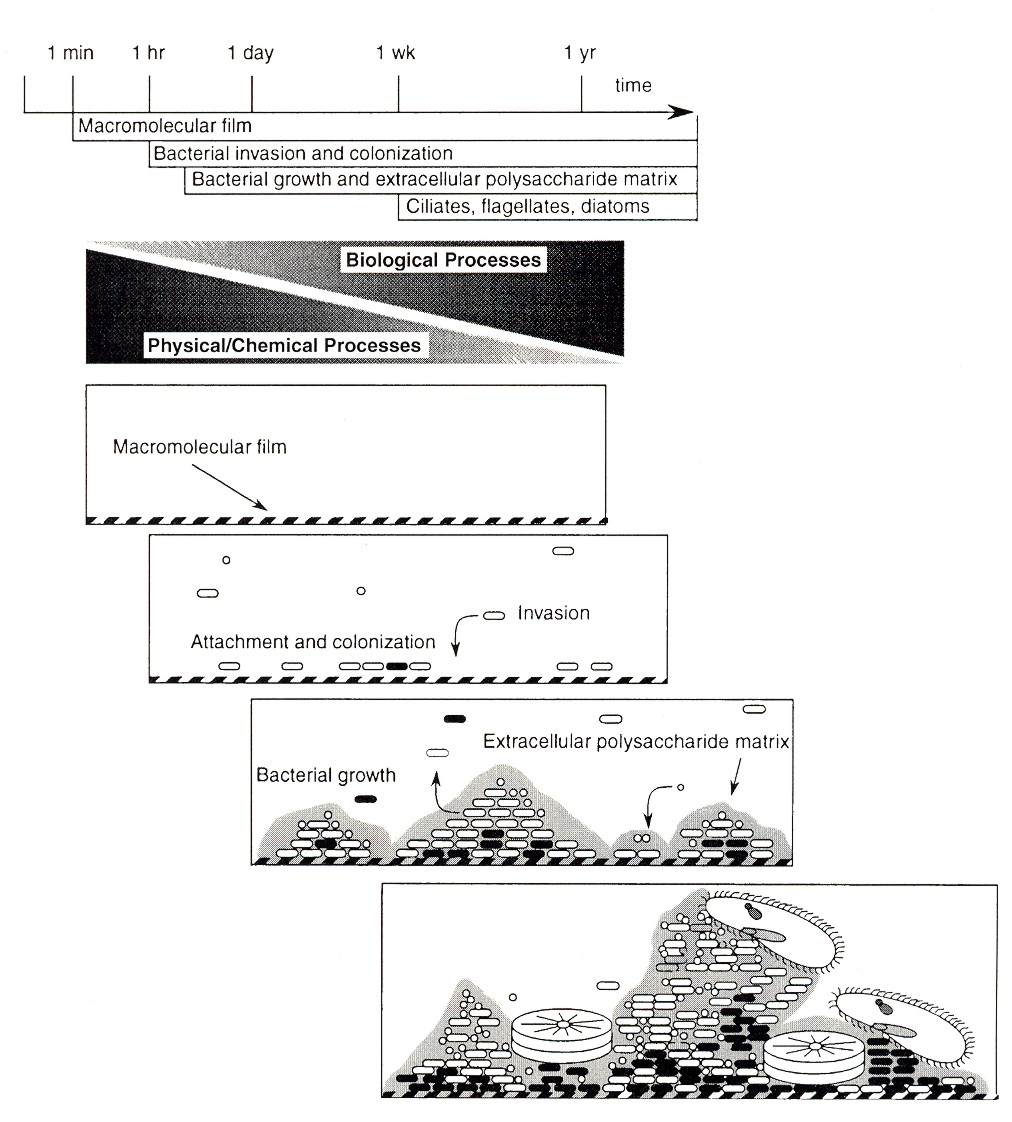 1 min 1 hr 1 day 1 wk 1 yr
time
Macromolecular film
Bacterial invasion and colonization
Bacterial growth and extracellular polysaccharide matrix
Ciliates, flagellates, diatoms
Biological Processes
Physical/Chemical Processes
Macromolecular film
Invasion
Attachment and colonization
Extracellular polysaccharide matrix
Bacterial growth